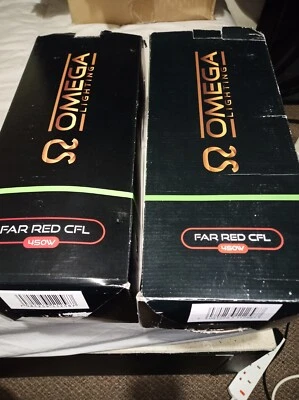 OMEGA
LIGHTING
FAR RED CFL
450W
OMEGA
LIGHTING
FAR RED CFL
450W